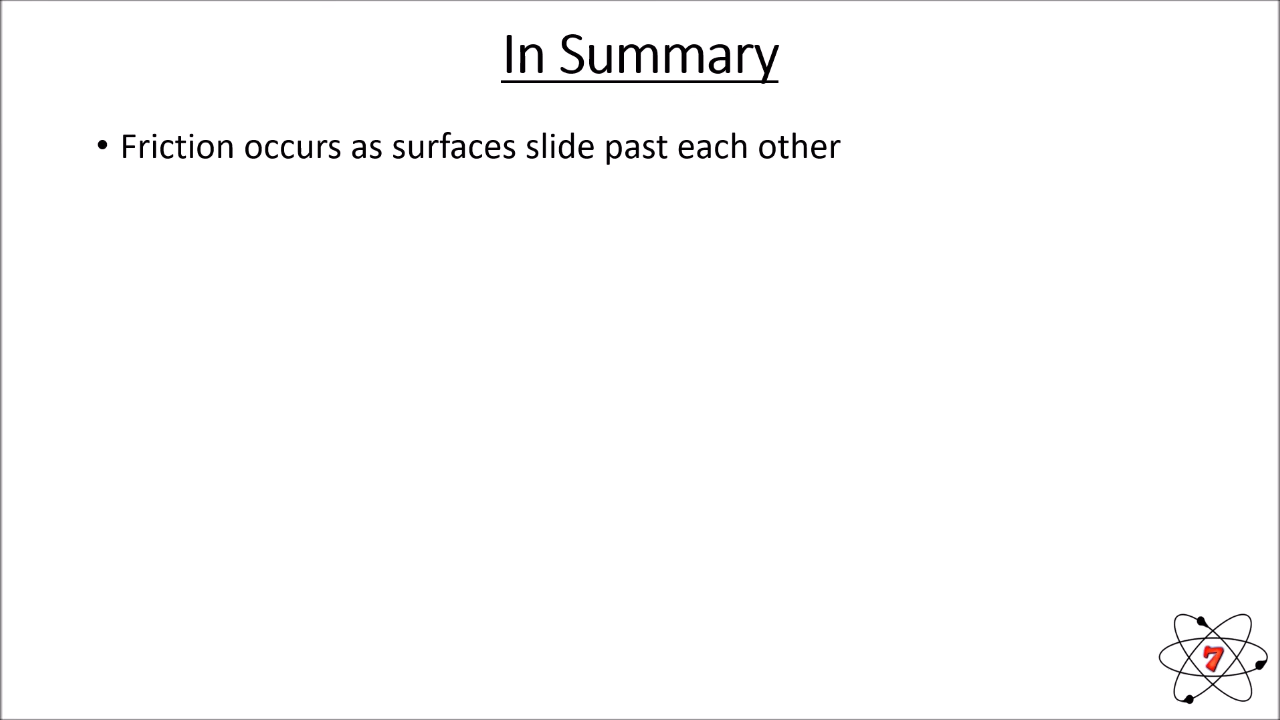 In Summary
• Friction occurs as surfaces slide past each other
7